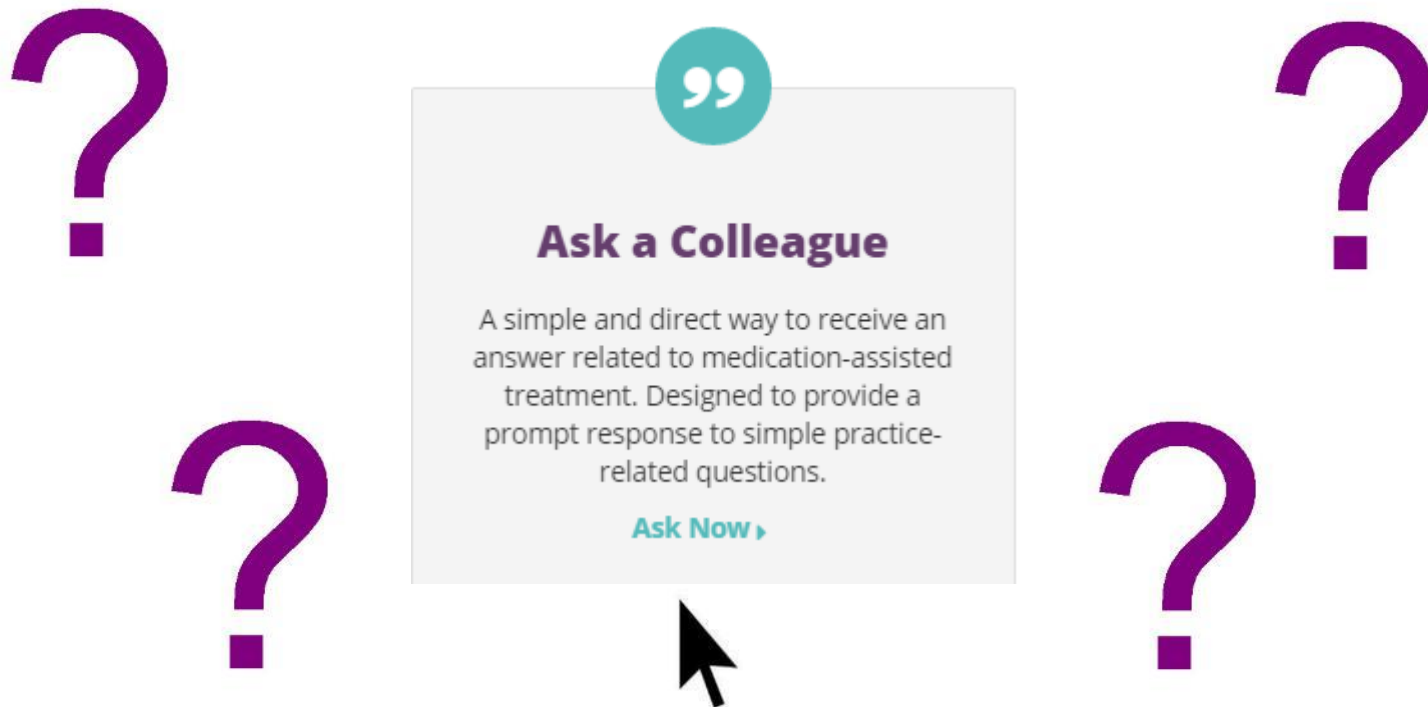 ?
?
”
Ask a Colleague
A simple and direct way to receive an
answer related to medication-assisted
treatment. Designed to provide a
prompt response to simple practice-
related questions.
Ask Now
?
?